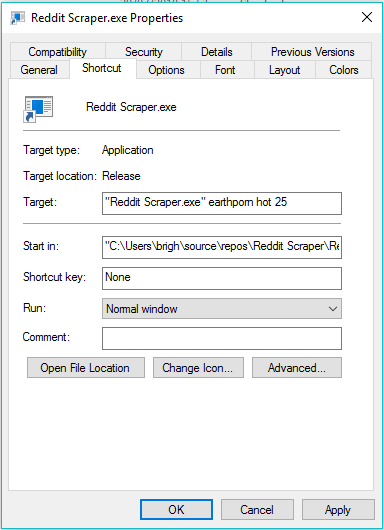 Reddit Scraper.exe Properties
Compatibility Security Details Previous Versions
General Shortcut Options Font Layout Colors
Reddit Scraper.exe
Target type: Application
Target location: Release
Target: "Reddit Scraper.exe" earthporn hot 25
Start in: "C:\Users\brigh\source\repos\Reddit Scraper\Re
Shortcut key: None
Run: Normal window
Comment:
Open File Location Change Icon... Advanced...
OK Cancel Apply